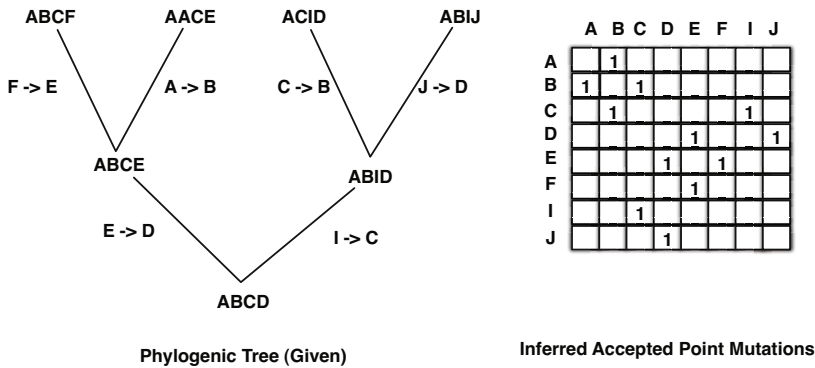 ABCF AACE ACID ABIJ
F -> E A -> B C -> B J -> D
ABCE ABID
E -> D I -> C
ABCD
Phylogenic Tree (Given)
A B C D E F I J
A 1
B 1 1
C 1 1
D 1 1
E 1 1
F 1
I 1
J 1
Inferred Accepted Point Mutations